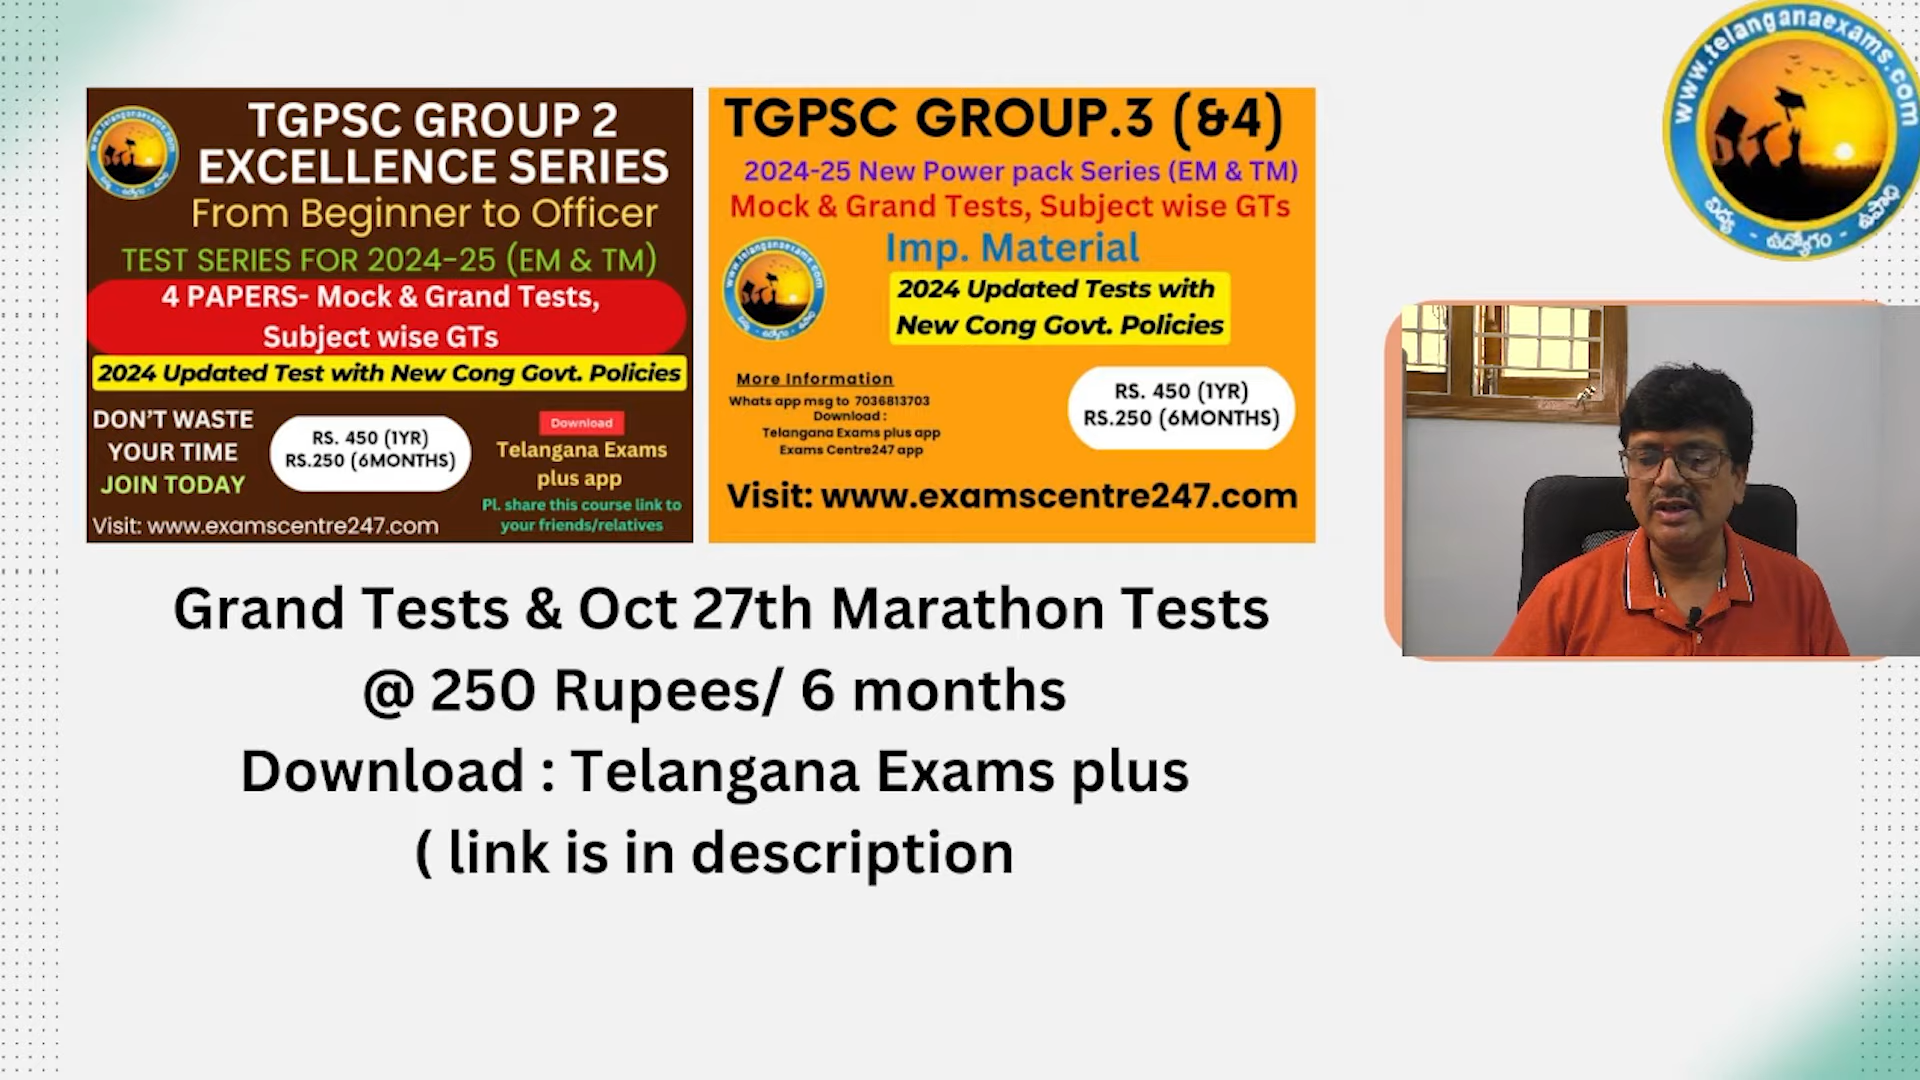 TGPSC GROUP 2
EXCELLENCE SERIES
From Beginner to Officer
TEST SERIES FOR 2024-25 (EM & TM)
4 PAPERS- Mock & Grand Tests,
Subject wise GTs
2024 Updated Test with New Cong Govt. Policies
DON'T WASTE
YOUR TIME
JOIN TODAY
RS. 450 (1YR)
RS.250 (6MONTHS)
Download
Telangana Exams
plus app
Pl. share this course link to
your friends/relatives
Visit: www.examscentre247.com
TGPSC GROUP.3 (&4)
2024-25 New Power pack Series (EM & TM)
Mock & Grand Tests, Subject wise GTs
Imp. Material
2024 Updated Tests with
New Cong Govt. Policies
More Information
Whats app msg to 7036813703
Download :
Telangana Exams plus app
Exams Centre247 app
RS. 450 (1YR)
RS.250 (6MONTHS)
Visit: www.examscentre247.com
www.telanganaexams.com
విద్య - ఉద్యోగం - ఉపాధి
Grand Tests & Oct 27th Marathon Tests
@ 250 Rupees/ 6 months
Download : Telangana Exams plus
( link is in description